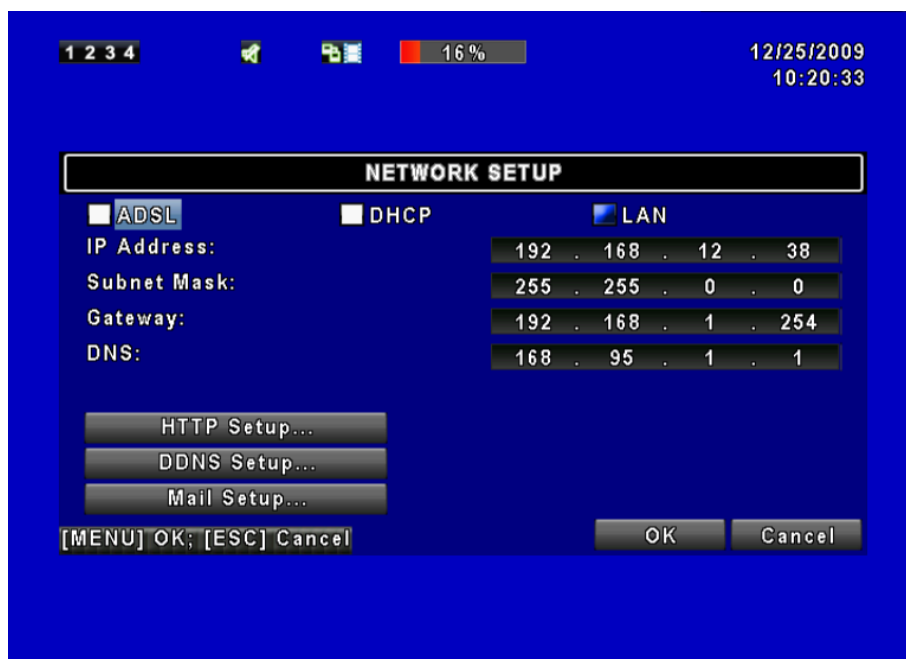 1 2 3 4 16% 12/25/2009
10:20:33
NETWORK SETUP
ADSL DHCP LAN
IP Address: 192 . 168 . 12 . 38
Subnet Mask: 255 . 255 . 0 . 0
Gateway: 192 . 168 . 1 . 254
DNS: 168 . 95 . 1 . 1
HTTP Setup...
DDNS Setup...
Mail Setup...
[MENU] OK; [ESC] Cancel OK Cancel